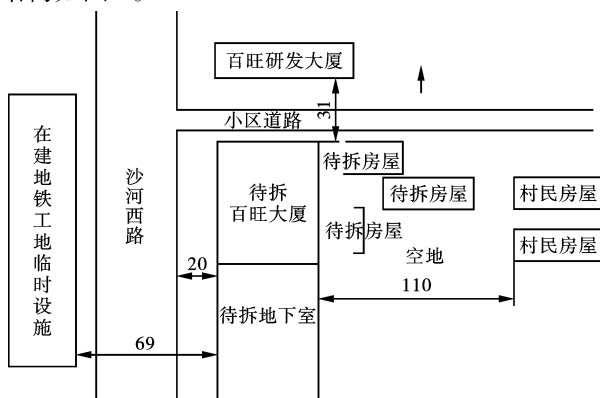 百旺研发大厦
31
小区道路
在建地铁工地临时设施
沙河西路
待拆
百旺大厦
待拆房屋
待拆房屋
村民房屋
待拆房屋
村民房屋
空地
20
110
待拆地下室
69